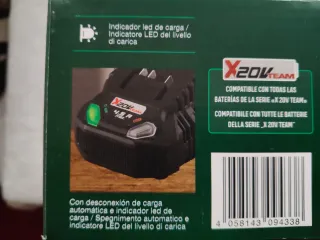 Indicador led de carga /
Indicatore LED del livello
di carica
X20V TEAM
COMPATIBLE CON TODAS LAS
BATERÍAS DE LA SERIE «X 20V TEAM»
COMPATIBILE CON TUTTE LE BATTERIE
DELLA SERIE „X 20V TEAM"
X20V TEAM
Con desconexión de carga
automática e indicador led de
carga / Spegnimento automatico e
indicatore LED del livello di carica
4 058143 094338